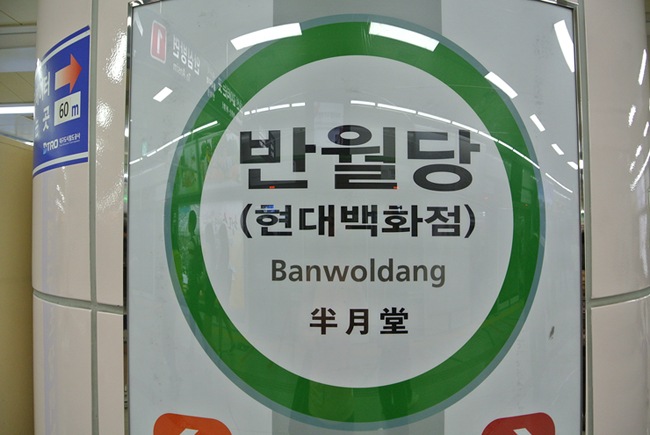 60 m
반월당
(현대백화점)
Banwoldang
半月堂